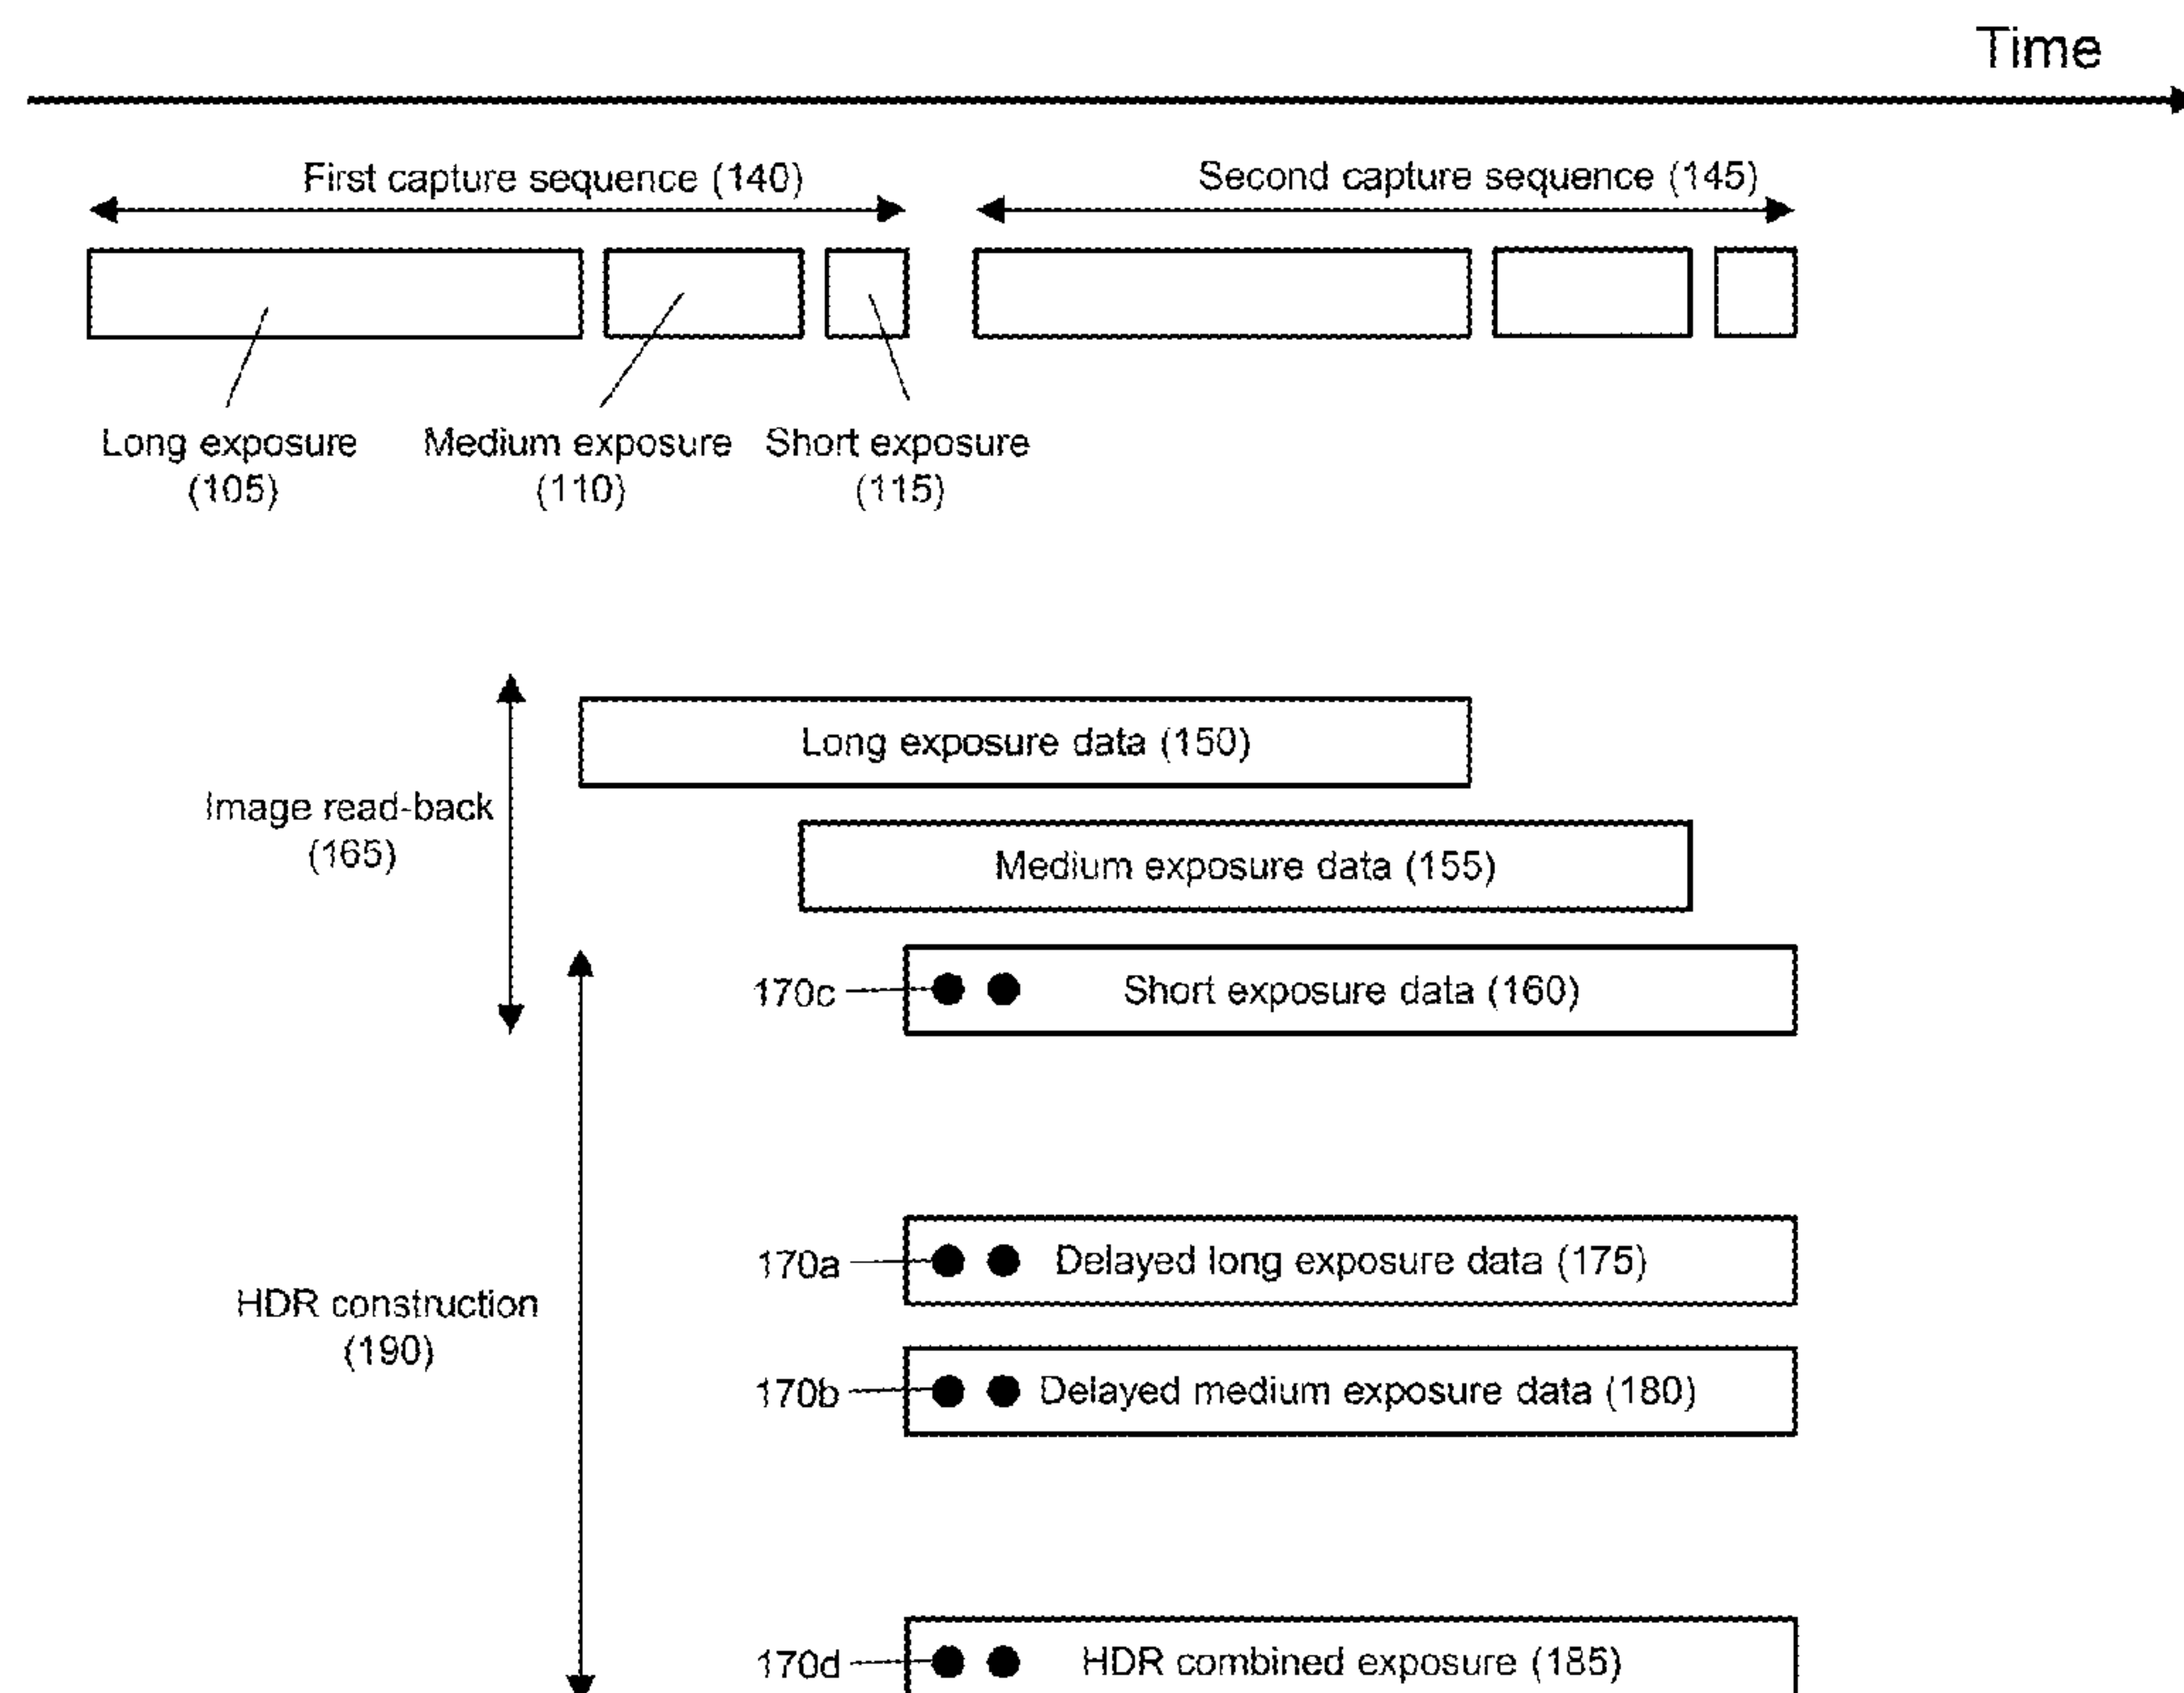 Time
First capture sequence (140)
Second capture sequence (145)
Long exposure
(105)
Medium exposure
(110)
Short exposure
(115)
Long exposure data (150)
Image read-back
(165)
Medium exposure data (155)
170c
Short exposure data (160)
170a
Delayed long exposure data (175)
HDR construction
(190)
170b
Delayed medium exposure data (180)
170d
HDR combined exposure (185)